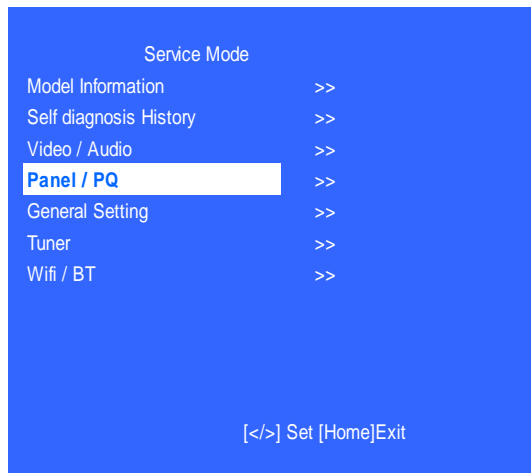 Service Mode
Model Information >>
Self diagnosis History >>
Video / Audio >>
Panel / PQ >>
General Setting >>
Tuner >>
Wifi / BT >>
[</>] Set [Home]Exit